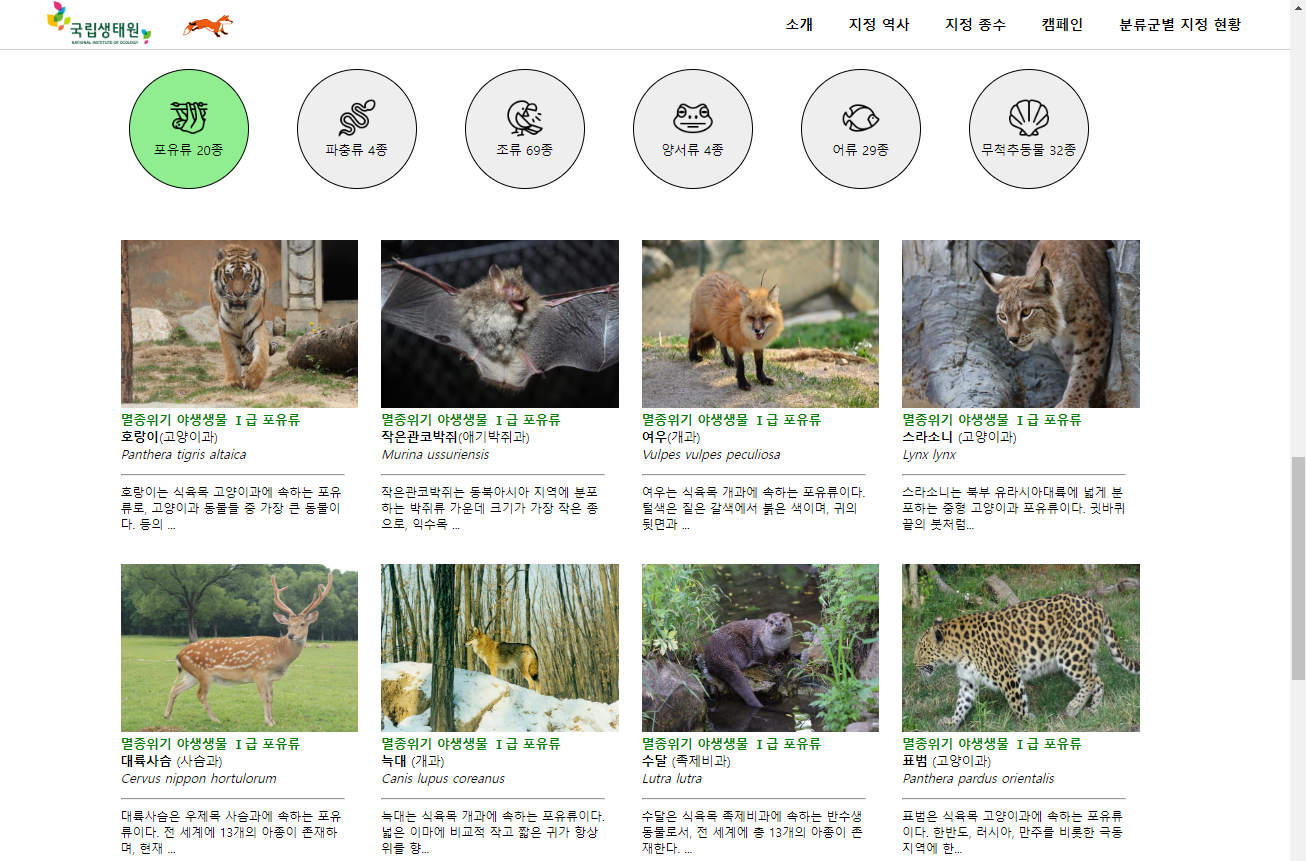 국립생태원
NATIONAL INSTITUTE OF ECOLOGY
소개 지정 역사 지정 종수 캠페인 분류군별 지정 현황
포유류 20종 파충류 4종 조류 69종 양서류 4종 어류 29종 무척추동물 32종
멸종위기 야생생물 Ⅰ급 포유류
호랑이(고양이과)
Panthera tigris altaica
호랑이는 식육목 고양이과에 속하는 포유
류로, 고양이과 동물들 중 가장 큰 동물이
다. 등의 ...
멸종위기 야생생물 Ⅰ급 포유류
작은관코박쥐(애기박쥐과)
Murina ussuriensis
작은관코박쥐는 동북아시아 지역에 분포
하는 박쥐류 가운데 크기가 가장 작은 종
으로, 익수목 ...
멸종위기 야생생물 Ⅰ급 포유류
여우(개과)
Vulpes vulpes peculiosa
여우는 식육목 개과에 속하는 포유류이다.
털색은 짙은 갈색에서 붉은 색이며, 귀의
뒷면과 ...
멸종위기 야생생물 Ⅰ급 포유류
스라소니 (고양이과)
Lynx lynx
스라소니는 북부 유라시아대륙에 넓게 분
포하는 중형 고양이과 포유류이다. 귓바퀴
끝의 붓처럼...
멸종위기 야생생물 Ⅰ급 포유류
대륙사슴 (사슴과)
Cervus nippon hortulorum
대륙사슴은 우제목 사슴과에 속하는 포유
류이다. 전 세계에 13개의 아종이 존재하
며, 현재 ...
멸종위기 야생생물 Ⅰ급 포유류
늑대 (개과)
Canis lupus coreanus
늑대는 식육목 개과에 속하는 포유류이다.
넓은 이마에 비교적 작고 짧은 귀가 항상
위를 향...
멸종위기 야생생물 Ⅰ급 포유류
수달 (족제비과)
Lutra lutra
수달은 식육목 족제비과에 속하는 반수생
동물로서, 전 세계에 총 13개의 아종이 존
재한다. ...
멸종위기 야생생물 Ⅰ급 포유류
표범 (고양이과)
Panthera pardus orientalis
표범은 식육목 고양이과에 속하는 포유류
이다. 한반도, 러시아, 만주를 비롯한 극동
지역에 한...